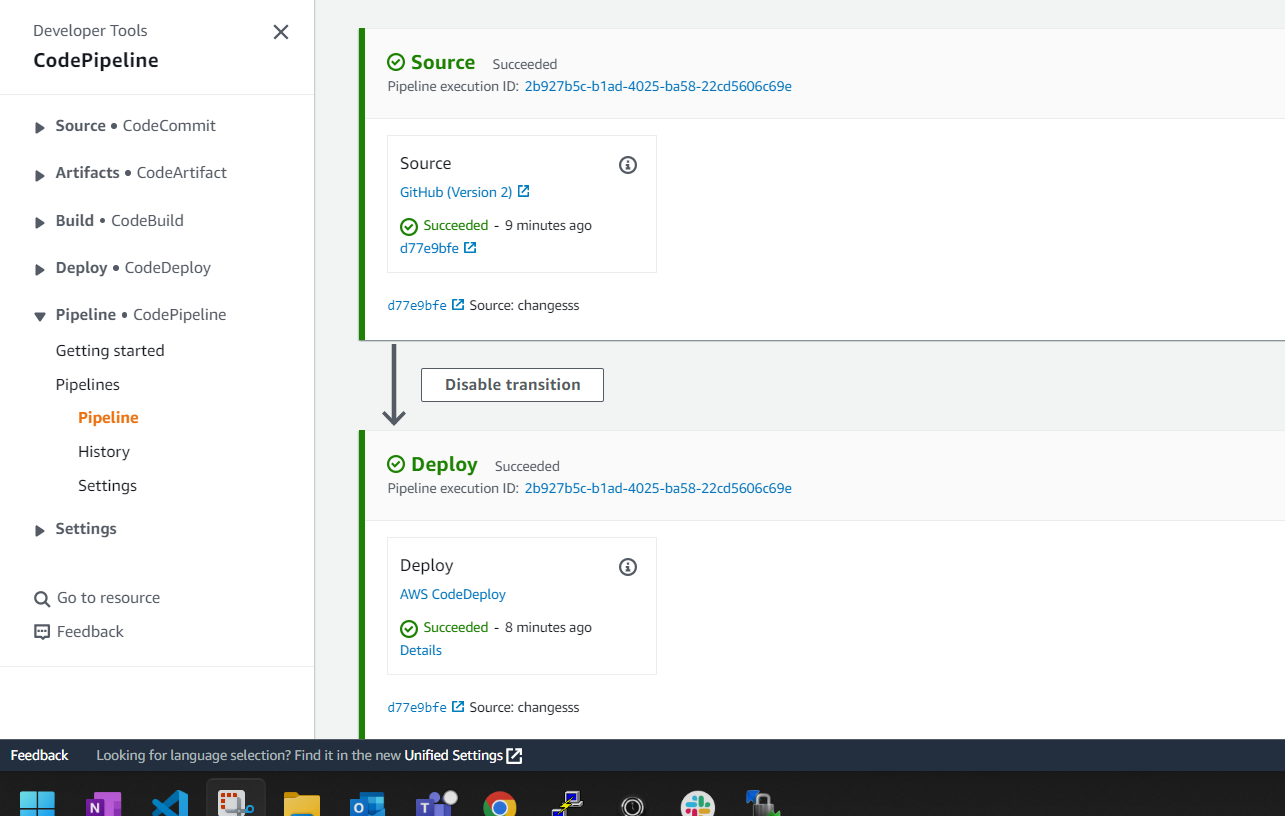 Developer Tools
CodePipeline
Source • CodeCommit
Artifacts • CodeArtifact
Build • CodeBuild
Deploy • CodeDeploy
Pipeline • CodePipeline
Getting started
Pipelines
Pipeline
History
Settings
Settings
Go to resource
Feedback
Source Succeeded
Pipeline execution ID: 2b927b5c-b1ad-4025-ba58-22cd5606c69e
Source
GitHub (Version 2)
Succeeded - 9 minutes ago
d77e9bfe
d77e9bfe Source: changesss
Disable transition
Deploy Succeeded
Pipeline execution ID: 2b927b5c-b1ad-4025-ba58-22cd5606c69e
Deploy
AWS CodeDeploy
Succeeded - 8 minutes ago
Details
d77e9bfe Source: changesss
Feedback Looking for language selection? Find it in the new Unified Settings